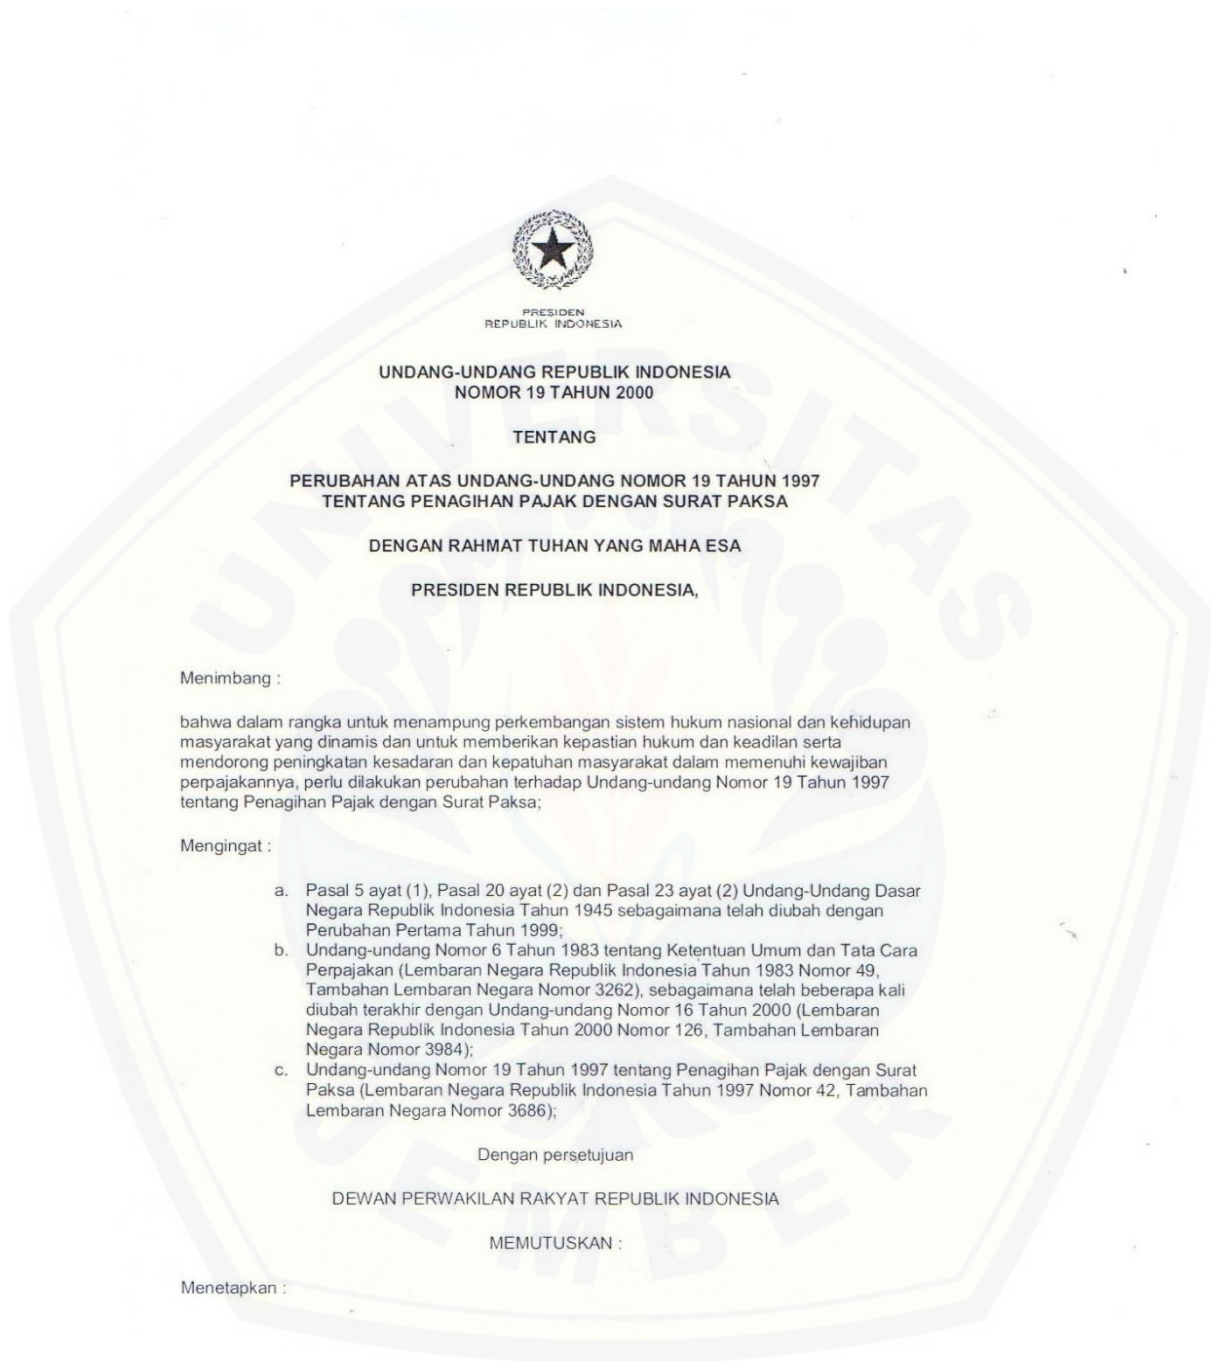 PRESIDEN
REPUBLIK INDONESIA
UNDANG-UNDANG REPUBLIK INDONESIA
NOMOR 19 TAHUN 2000
TENTANG
PERUBAHAN ATAS UNDANG-UNDANG NOMOR 19 TAHUN 1997
TENTANG PENAGIHAN PAJAK DENGAN SURAT PAKSA
DENGAN RAHMAT TUHAN YANG MAHA ESA
PRESIDEN REPUBLIK INDONESIA,
Menimbang :
bahwa dalam rangka untuk menampung perkembangan sistem hukum nasional dan kehidupan
masyarakat yang dinamis dan untuk memberikan kepastian hukum dan keadilan serta
mendorong peningkatan kesadaran dan kepatuhan masyarakat dalam memenuhi kewajiban
perpajakannya, perlu dilakukan perubahan terhadap Undang-undang Nomor 19 Tahun 1997
tentang Penagihan Pajak dengan Surat Paksa;
Mengingat :
a. Pasal 5 ayat (1), Pasal 20 ayat (2) dan Pasal 23 ayat (2) Undang-Undang Dasar
Negara Republik Indonesia Tahun 1945 sebagaimana telah diubah dengan
Perubahan Pertama Tahun 1999;
b. Undang-undang Nomor 6 Tahun 1983 tentang Ketentuan Umum dan Tata Cara
Perpajakan (Lembaran Negara Republik Indonesia Tahun 1983 Nomor 49,
Tambahan Lembaran Negara Nomor 3262), sebagaimana telah beberapa kali
diubah terakhir dengan Undang-undang Nomor 16 Tahun 2000 (Lembaran
Negara Republik Indonesia Tahun 2000 Nomor 126, Tambahan Lembaran
Negara Nomor 3984);
c. Undang-undang Nomor 19 Tahun 1997 tentang Penagihan Pajak dengan Surat
Paksa (Lembaran Negara Republik Indonesia Tahun 1997 Nomor 42, Tambahan
Lembaran Negara Nomor 3686);
Dengan persetujuan
DEWAN PERWAKILAN RAKYAT REPUBLIK INDONESIA
MEMUTUSKAN :
Menetapkan :
UNIVERSITAS
JEMBER